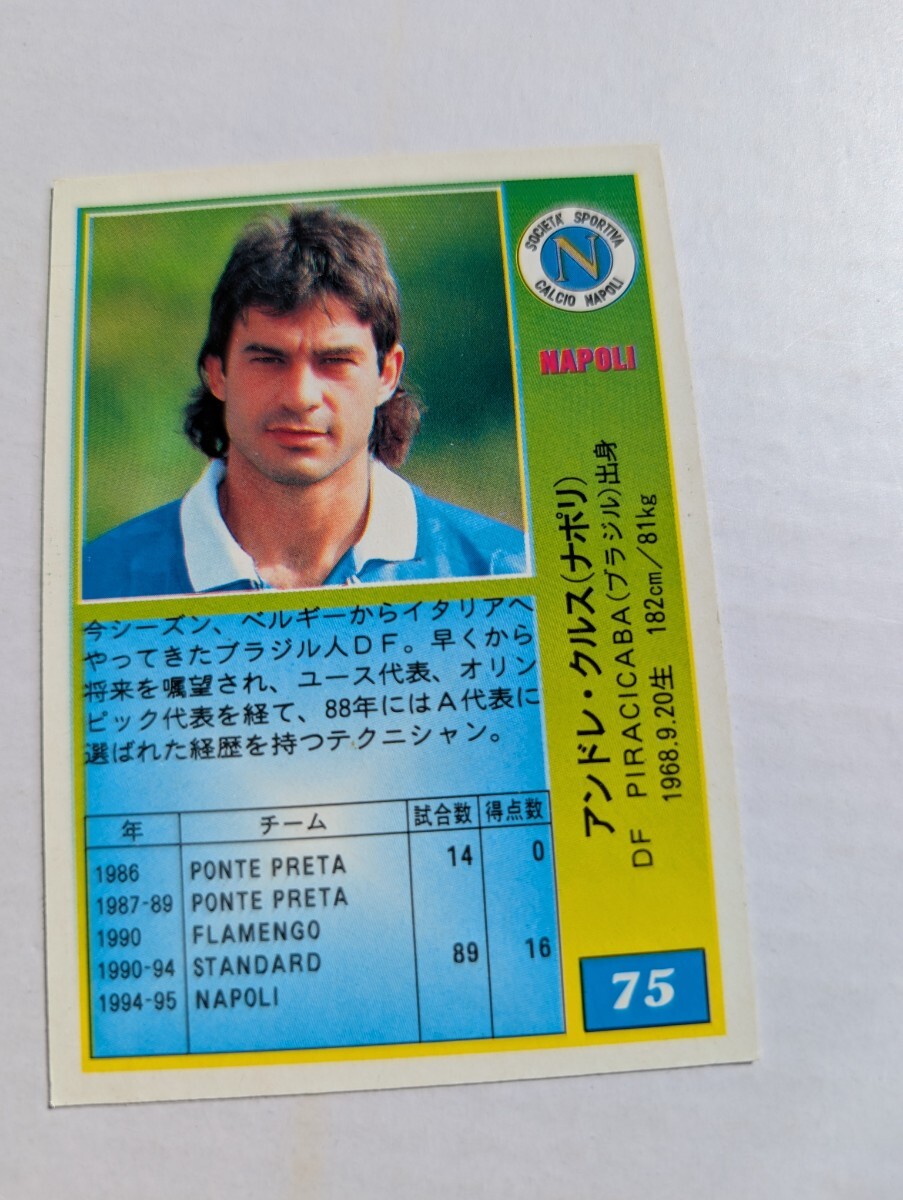 SOCIETA' SPORTIVA
CALCIO NAPOLI
N
NAPOLI
アンドレ・クルス(ナポリ)
DF PIRACICABA(ブラジル)出身
1968.9.20生 182cm/81kg
今シーズン、ベルギーからイタリアへ
やってきたブラジル人DF。早くから
将来を嘱望され、ユース代表、オリン
ピック代表を経て、88年にはA代表に
選ばれた経歴を持つテクニシャン。
年 チーム 試合数 得点数
1986 PONTE PRETA 14 0
1987-89 PONTE PRETA
1990 FLAMENGO
1990-94 STANDARD 89 16
1994-95 NAPOLI
75